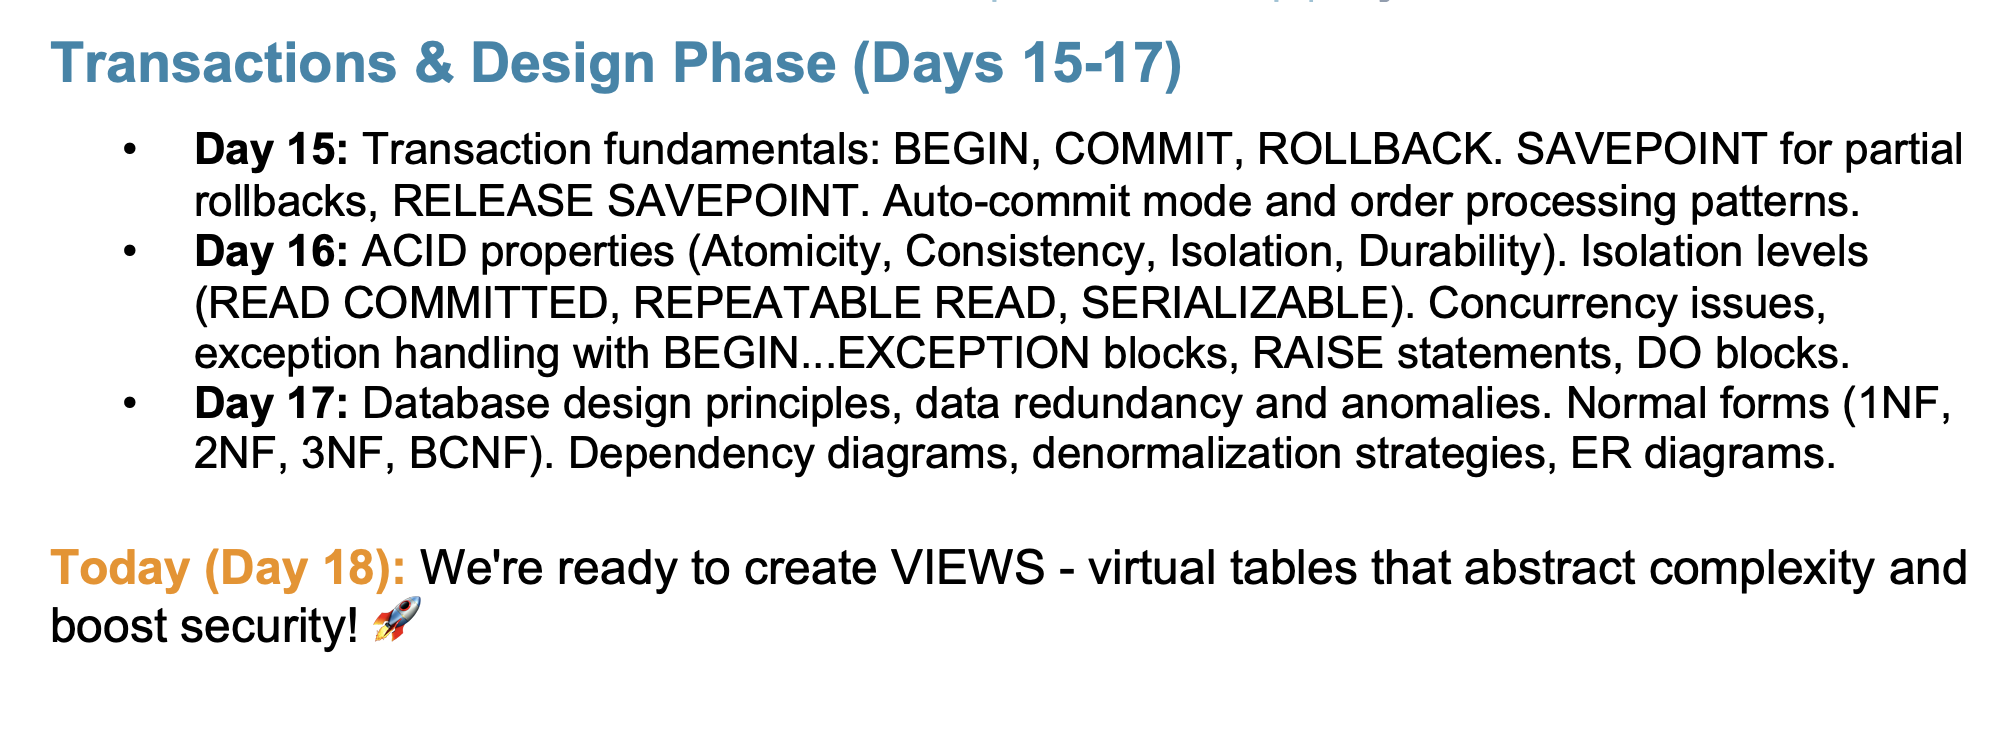 Transactions & Design Phase (Days 15-17)
• Day 15: Transaction fundamentals: BEGIN, COMMIT, ROLLBACK. SAVEPOINT for partial
rollbacks, RELEASE SAVEPOINT. Auto-commit mode and order processing patterns.
• Day 16: ACID properties (Atomicity, Consistency, Isolation, Durability). Isolation levels
(READ COMMITTED, REPEATABLE READ, SERIALIZABLE). Concurrency issues,
exception handling with BEGIN...EXCEPTION blocks, RAISE statements, DO blocks.
• Day 17: Database design principles, data redundancy and anomalies. Normal forms (1NF,
2NF, 3NF, BCNF). Dependency diagrams, denormalization strategies, ER diagrams.
Today (Day 18): We're ready to create VIEWS - virtual tables that abstract complexity and
boost security! 🚀